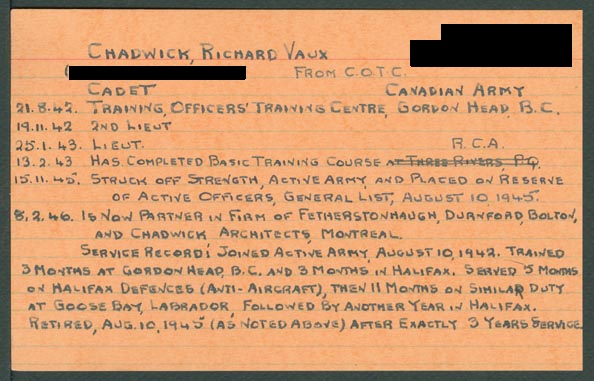 CHADWICK, RICHARD VAUX
( FROM C.O.T.C.
CADET CANADIAN ARMY
21.8.42. TRAINING, OFFICERS' TRAINING CENTRE, GORDON HEAD, B.C.
19.11.42 2ND LIEUT
25.1.43. LIEUT. R.C.A.
13.2.43 HAS COMPLETED BASIC TRAINING COURSE AT THREE RIVERS, P.Q.
15.11.45. STRUCK OFF STRENGTH, ACTIVE ARMY, AND PLACED ON RESERVE
OF ACTIVE OFFICERS, GENERAL LIST, AUGUST 10, 1945.
8.2.46. IS NOW PARTNER IN FIRM OF FETHERSTONHAUGH, DURNFORD, BOLTON,
AND CHADWICK ARCHITECTS, MONTREAL.
SERVICE RECORD: JOINED ACTIVE ARMY, AUGUST 10, 1942. TRAINED
3 MONTHS AT GORDON HEAD, B.C. AND 3 MONTHS IN HALIFAX. SERVED 5 MONTHS
ON HALIFAX DEFENCES (ANTI-AIRCRAFT), THEN 11 MONTHS ON SIMILAR DUTY
AT GOOSE BAY, LABRADOR, FOLLOWED BY ANOTHER YEAR IN HALIFAX.
RETIRED, AUG. 10, 1945 (AS NOTED ABOVE) AFTER EXACTLY 3 YEARS SERVICE.